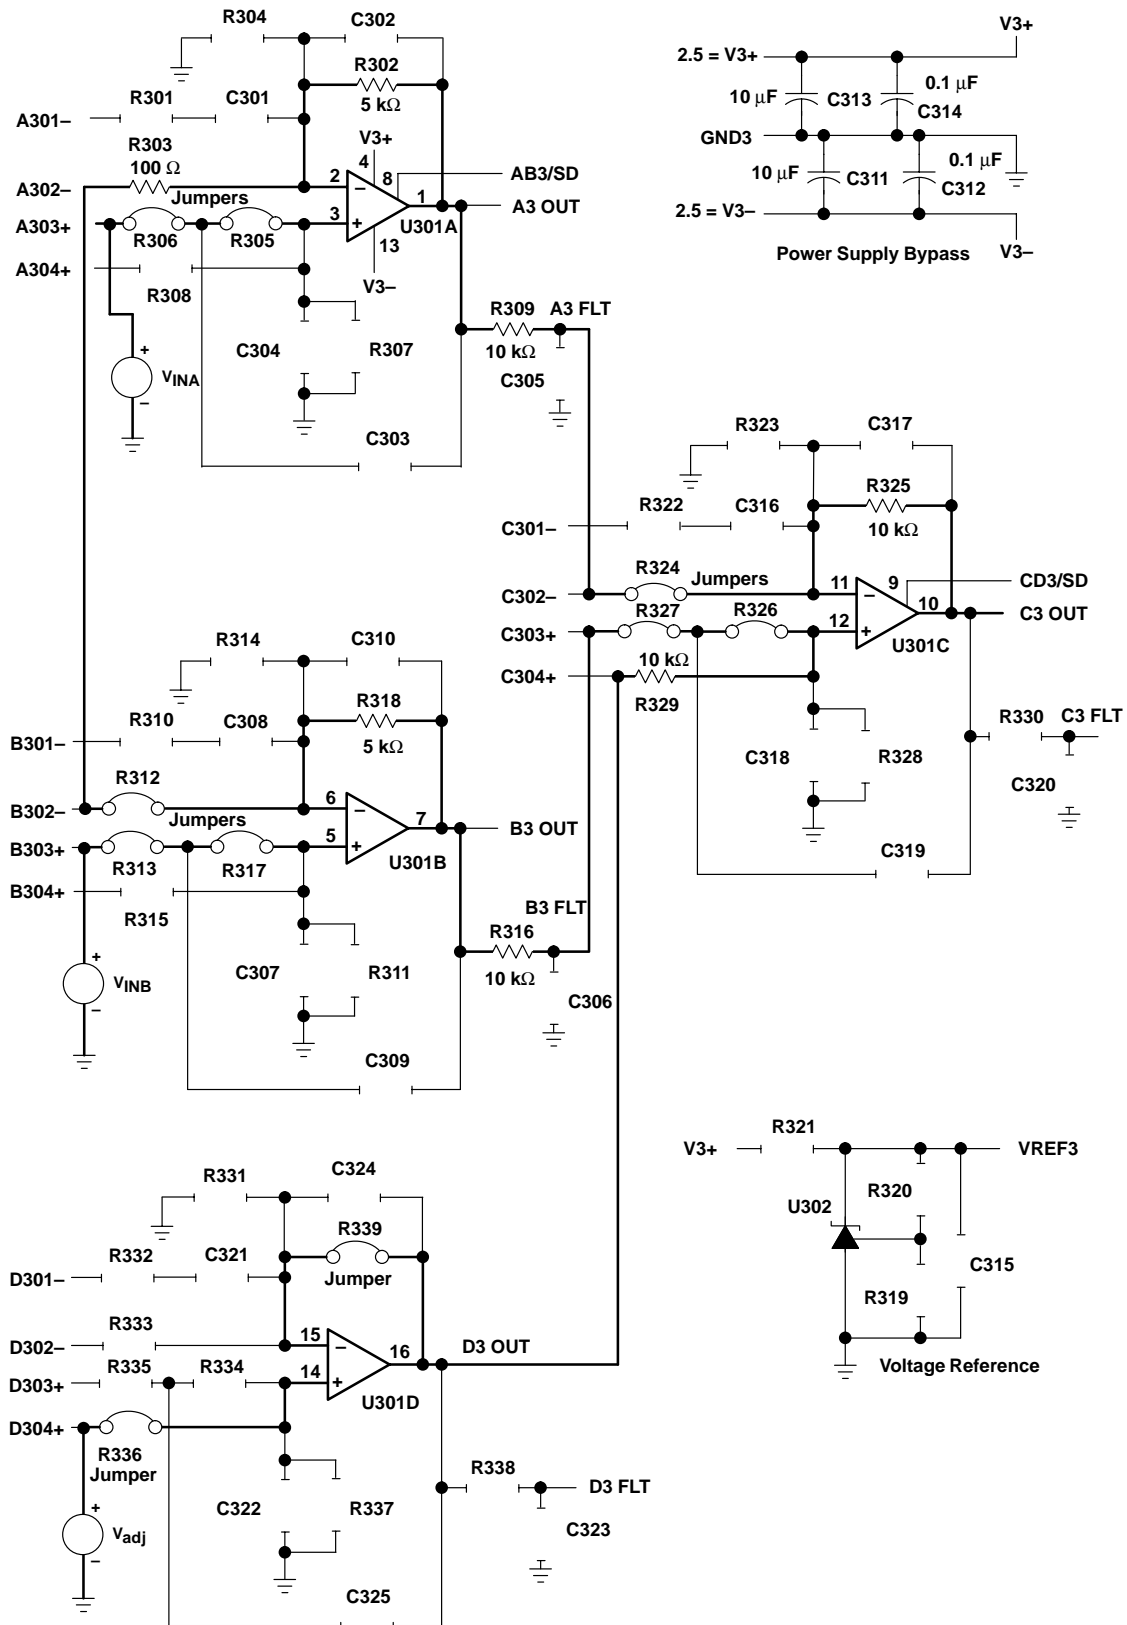 R304
C302
R302
5 kΩ
R301
C301
A301–
R303
100 Ω
V3+
4
8
AB3/SD
A302–
Jumpers
2
–
1
A3 OUT
A303+
R306
R305
3
+
U301A
13
A304+
R308
V3–
C304
R307
R309
10 kΩ
A3 FLT
C305
+
VINA
–
C303
V3+
2.5 = V3+
10 μF
C313
0.1 μF
C314
GND3
10 μF
C311
0.1 μF
C312
2.5 = V3–
V3–
Power Supply Bypass
R323
C317
R325
10 kΩ
R322
C316
C301–
R324
Jumpers
9
CD3/SD
C302–
11
–
10
C3 OUT
C303+
R327
R326
12
+
U301C
C304+
10 kΩ
R329
C318
R328
R330
C3 FLT
C320
C319
R314
C310
R318
5 kΩ
R310
C308
B301–
R312
B302–
Jumpers
6
–
7
B3 OUT
B303+
R313
R317
5
+
U301B
B304+
R315
B3 FLT
R316
10 kΩ
C307
R311
C306
+
VINB
–
C309
R321
V3+
VREF3
R320
U302
C315
R319
Voltage Reference
R331
C324
R339
Jumper
R332
C321
D301–
R333
D302–
15
–
16
D3 OUT
D303+
R335
R334
14
+
U301D
D304+
R336
Jumper
R338
D3 FLT
C322
R337
C323
+
Vadj
–
C325